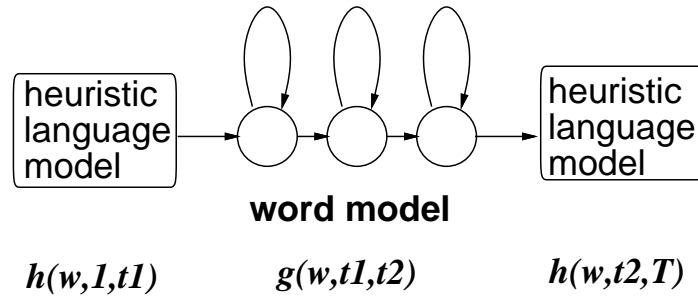 heuristic
language
model
heuristic
language
model
word model
h(w,1,t1)
g(w,t1,t2)
h(w,t2,T)